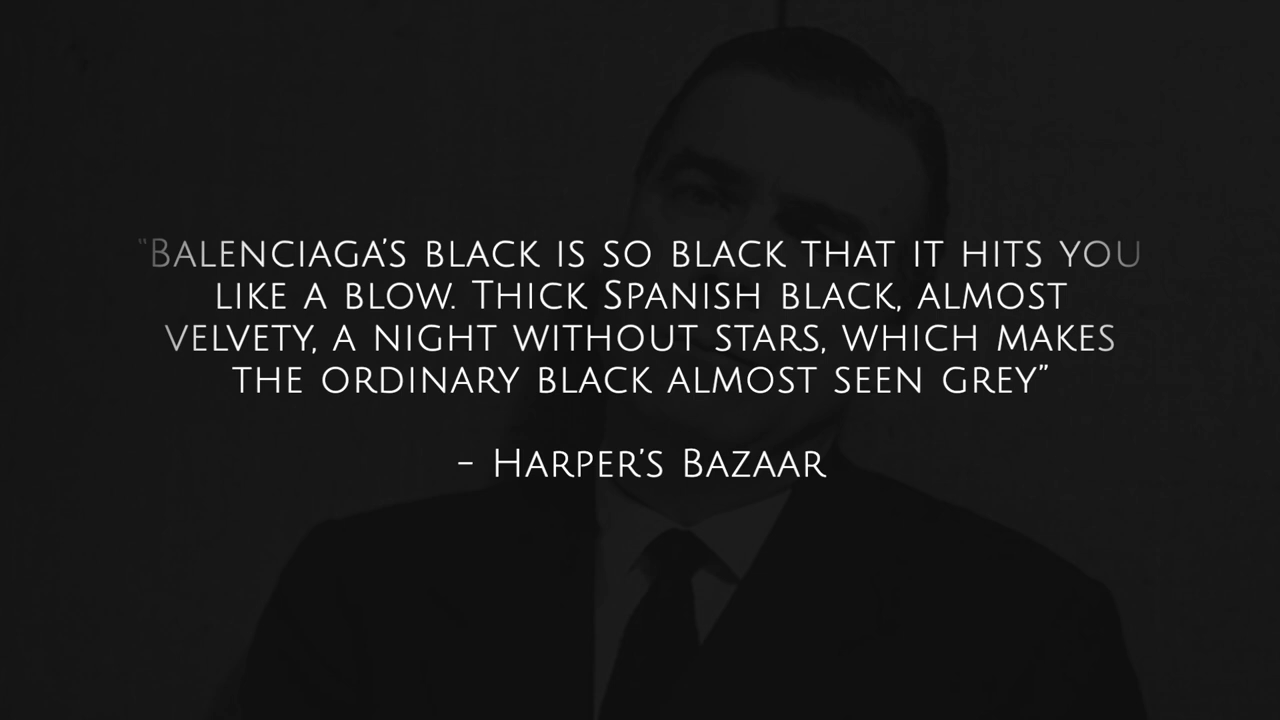 “Balenciaga’s black is so black that it hits you
like a blow. Thick Spanish black, almost
velvety, a night without stars, which makes
the ordinary black almost seen grey”
– Harper’s Bazaar